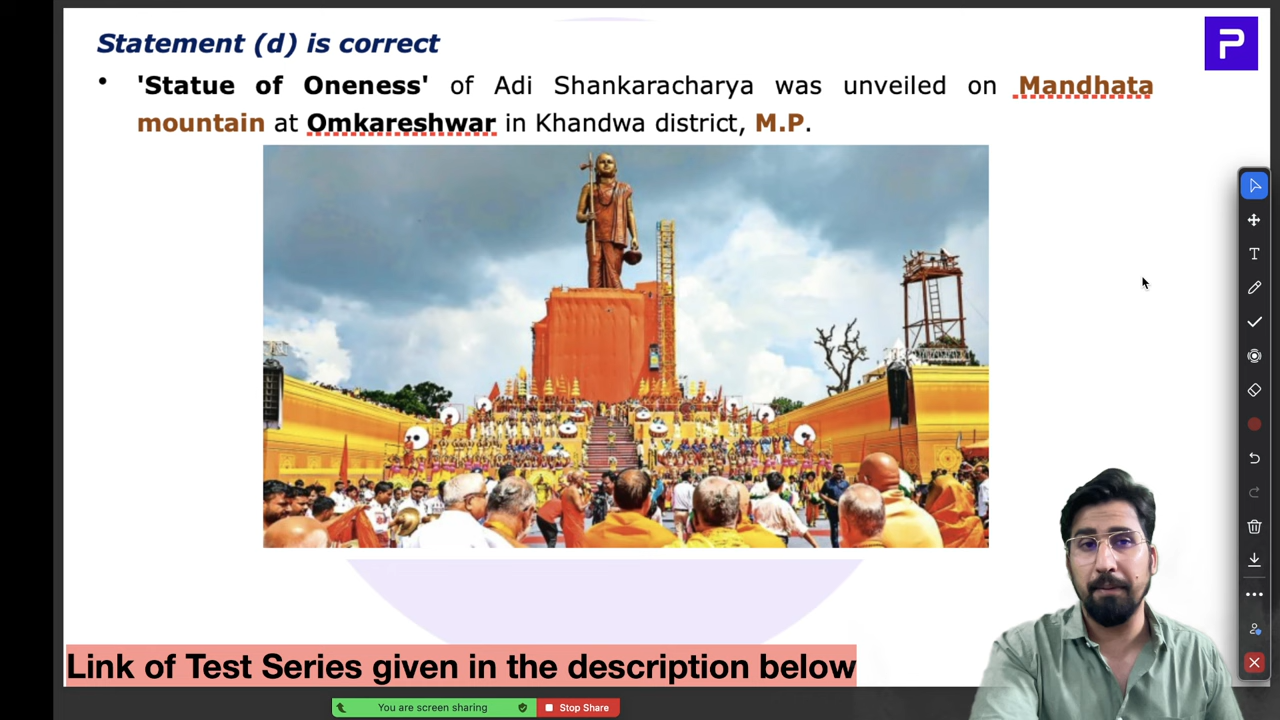 Statement (d) is correct
P
• 'Statue of Oneness' of Adi Shankaracharya was unveiled on Mandhata
mountain at Omkareshwar in Khandwa district, M.P.
T
Link of Test Series given in the description below
You are screen sharing
Stop Share